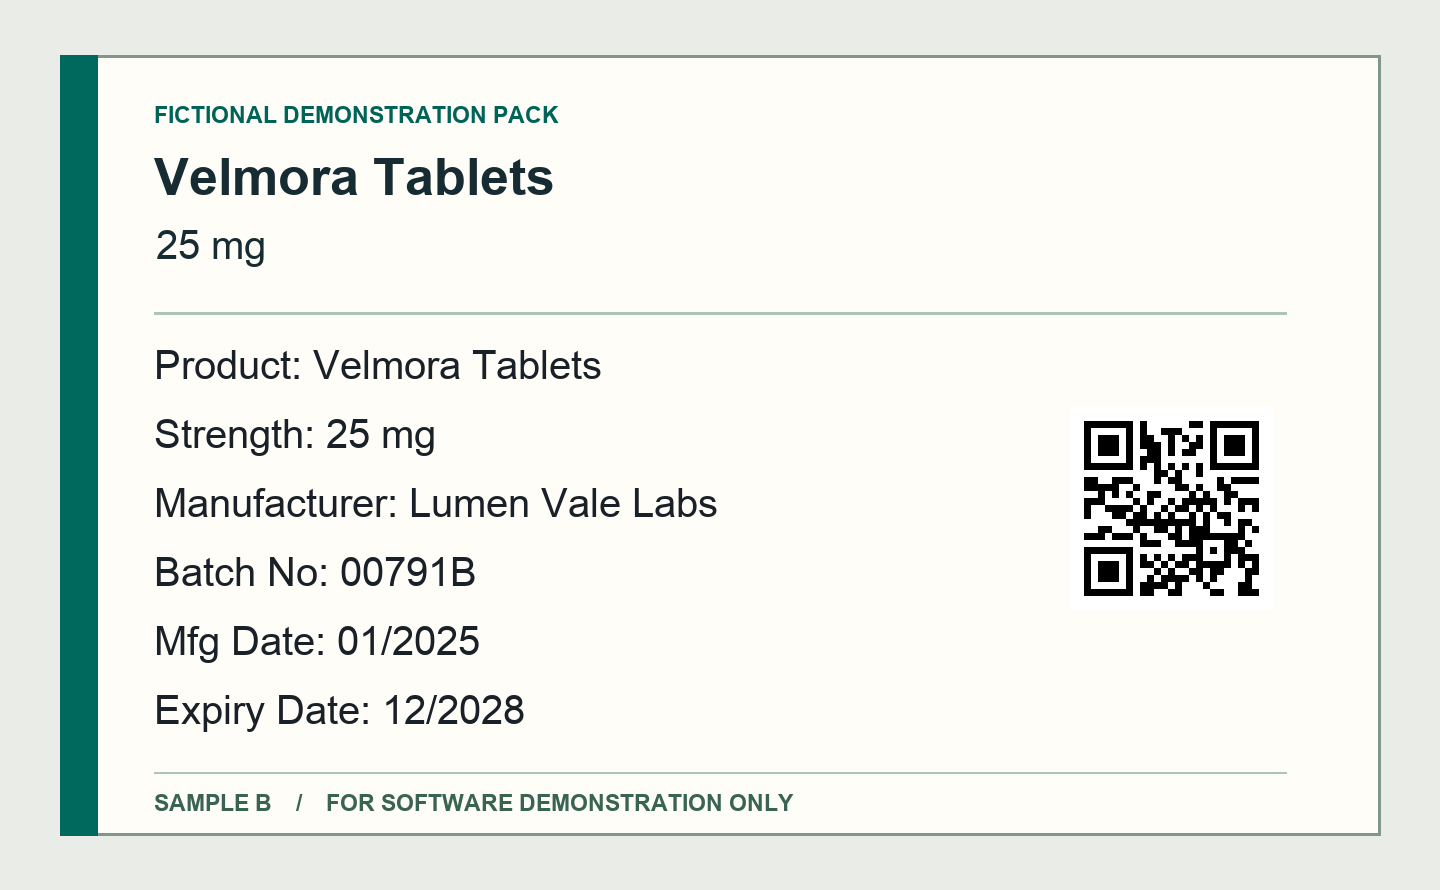 FICTIONAL DEMONSTRATION PACK
Velmora Tablets
25 mg
Product: Velmora Tablets
Strength: 25 mg
Manufacturer: Lumen Vale Labs
Batch No: 00791B
Mfg Date: 01/2025
Expiry Date: 12/2028
SAMPLE B / FOR SOFTWARE DEMONSTRATION ONLY